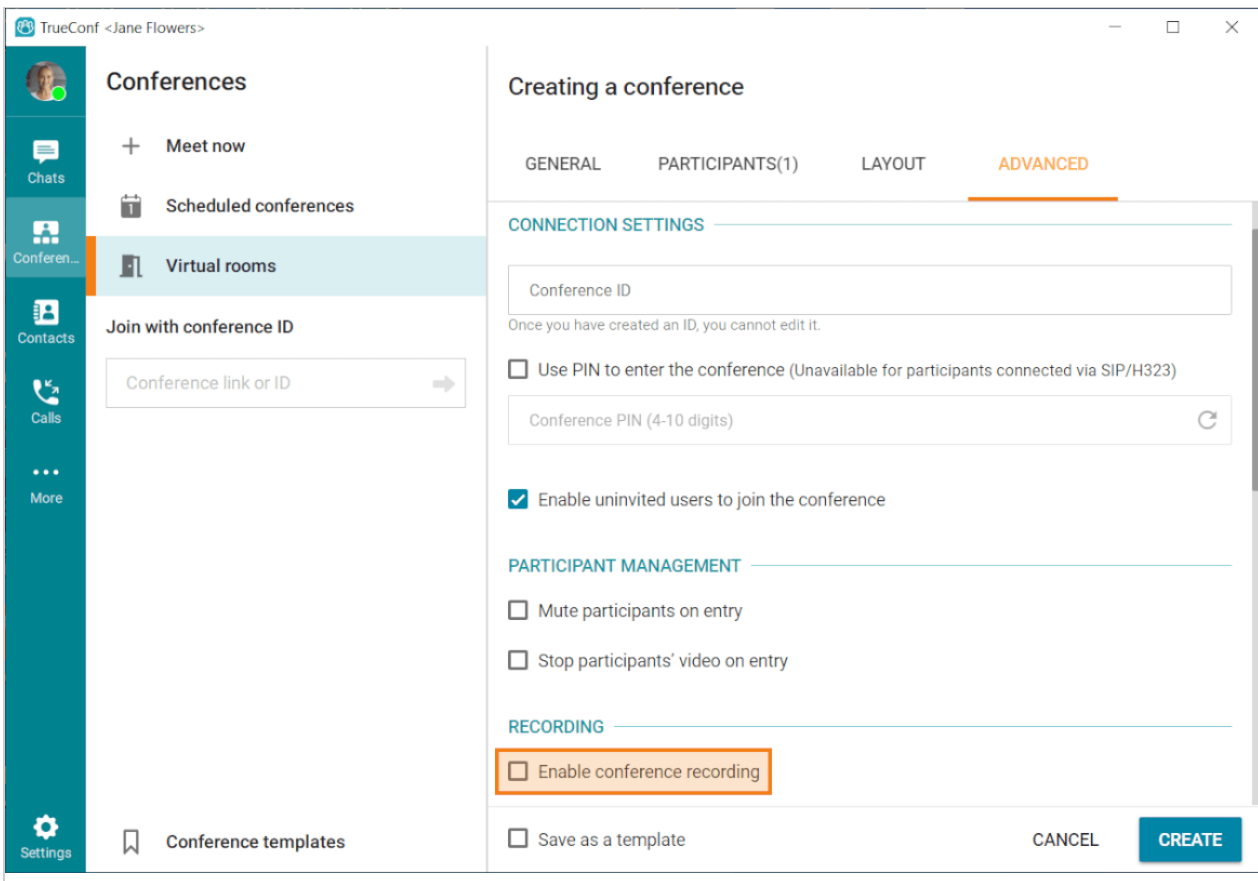 TrueConf <Jane Flowers>
Chats
Conferen...
Contacts
Calls
More
Settings
Conferences
Meet now
1
Scheduled conferences
Virtual rooms
Join with conference ID
Conference link or ID
Conference templates
Creating a conference
GENERAL PARTICIPANTS(1) LAYOUT ADVANCED
CONNECTION SETTINGS
Conference ID
Once you have created an ID, you cannot edit it.
Use PIN to enter the conference (Unavailable for participants connected via SIP/H323)
Conference PIN (4-10 digits)
Enable uninvited users to join the conference
PARTICIPANT MANAGEMENT
Mute participants on entry
Stop participants' video on entry
RECORDING
Enable conference recording
Save as a template
CANCEL CREATE